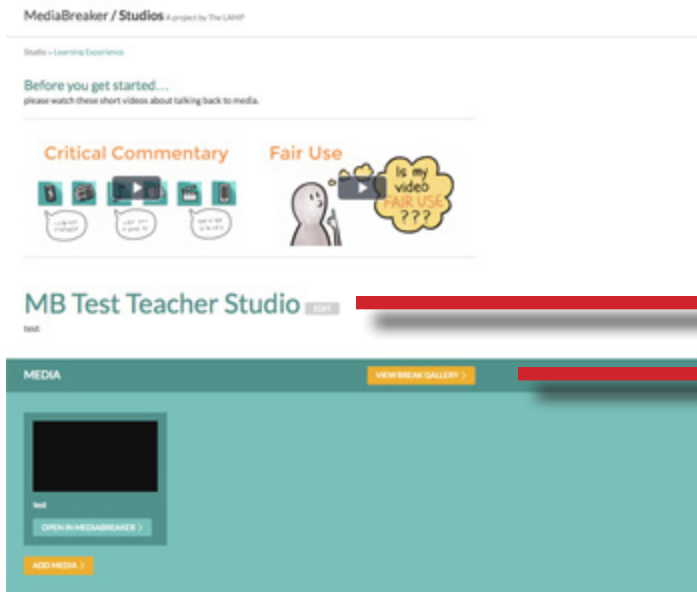 MediaBreaker / Studios A project by The LAMP
Studio » Learning Experience
Before you get started...
please watch these short videos about talking back to media.
Critical Commentary
Fair Use
Is my
video
FAIR USE
???
MB Test Teacher Studio EDIT
test
MEDIA
VIEW BREAK GALLERY >
test
OPEN IN MEDIABREAKER >
ADD MEDIA >